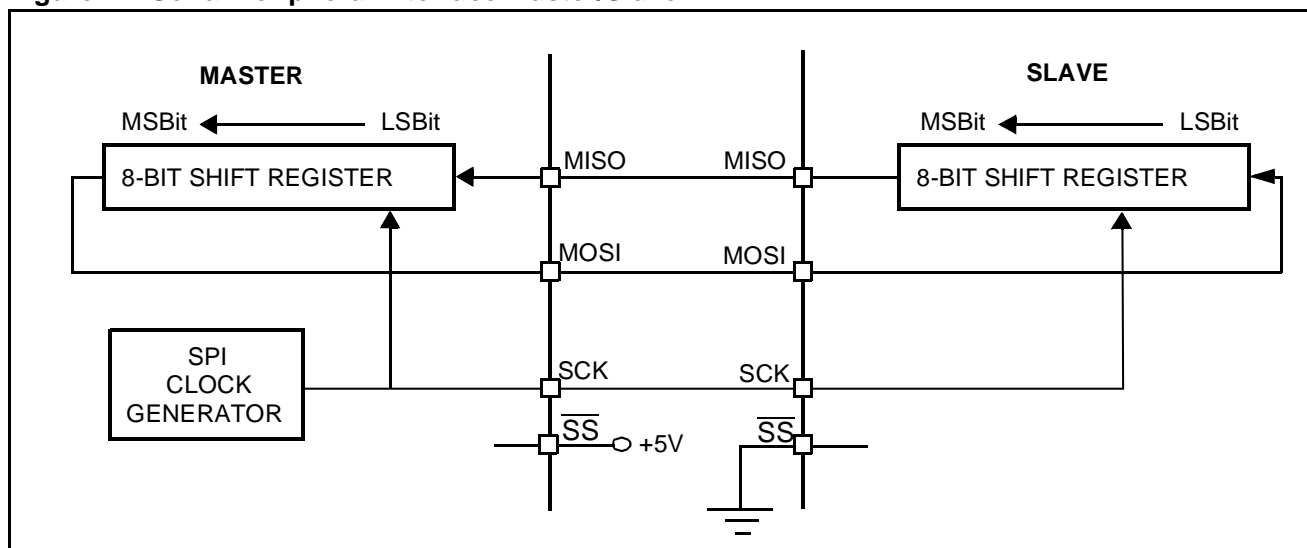 MASTER
SLAVE
MSBit LSBit
MSBit LSBit
8-BIT SHIFT REGISTER
MISO
MISO
8-BIT SHIFT REGISTER
MOSI
MOSI
SPI
CLOCK
GENERATOR
SCK
SCK
SS
+5V
SS